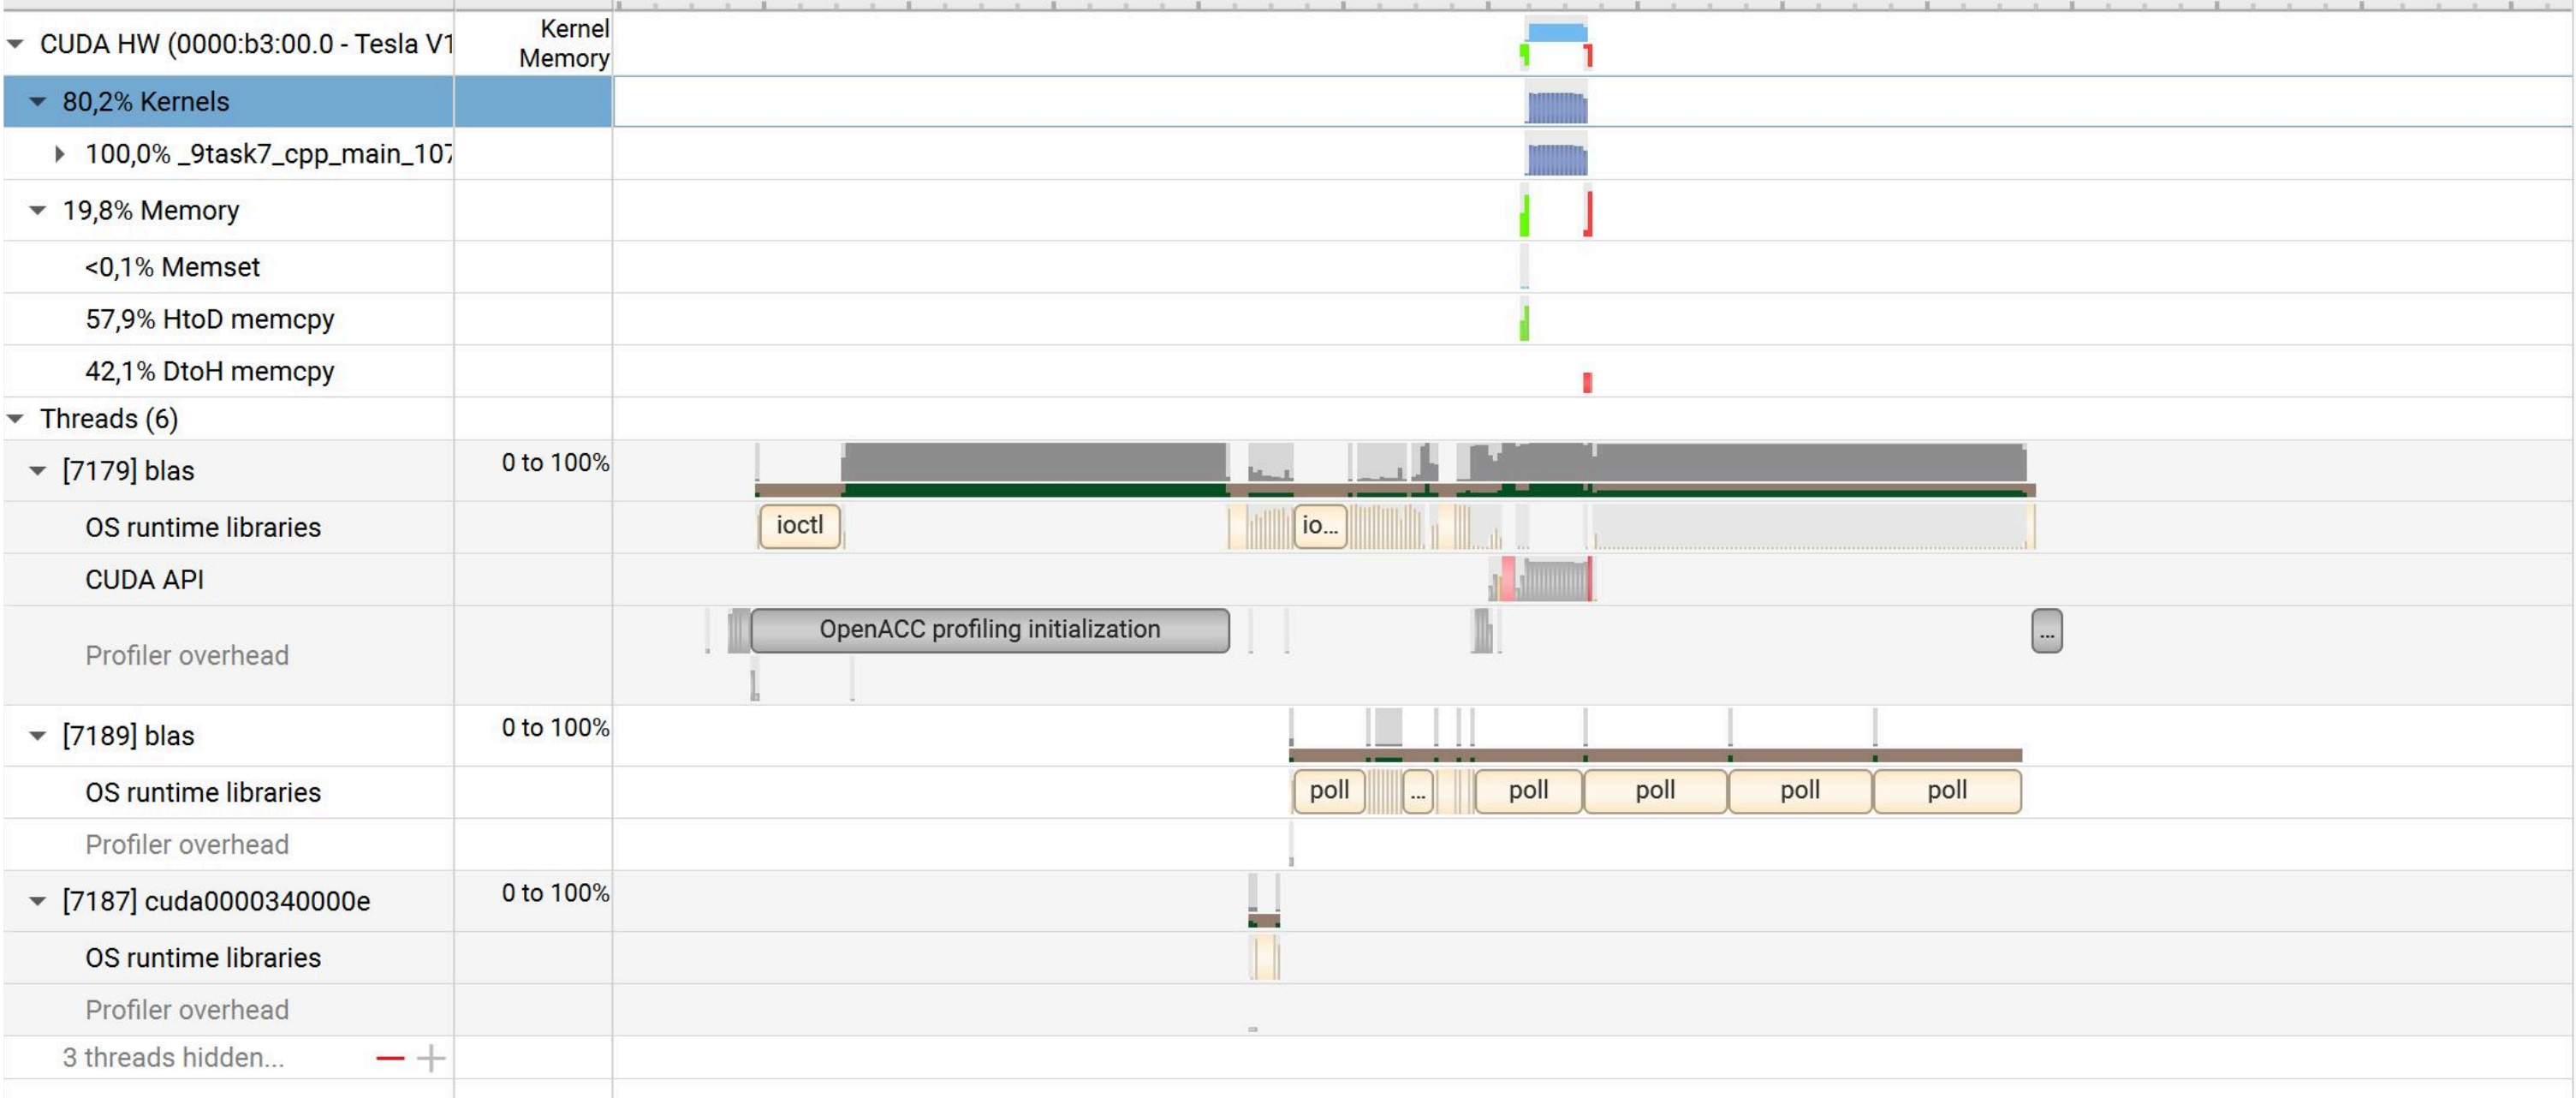 CUDA HW (0000:b3:00.0 - Tesla V1
Kernel
Memory
80,2% Kernels
100,0% _9task7_cpp_main_107
19,8% Memory
<0,1% Memset
57,9% HtoD memcpy
42,1% DtoH memcpy
Threads (6)
[7179] blas
0 to 100%
OS runtime libraries
ioctl
io...
CUDA API
OpenACC profiling initialization
...
Profiler overhead
[7189] blas
0 to 100%
OS runtime libraries
poll
...
poll
poll
poll
poll
Profiler overhead
[7187] cuda0000340000e
0 to 100%
OS runtime libraries
Profiler overhead
3 threads hidden...